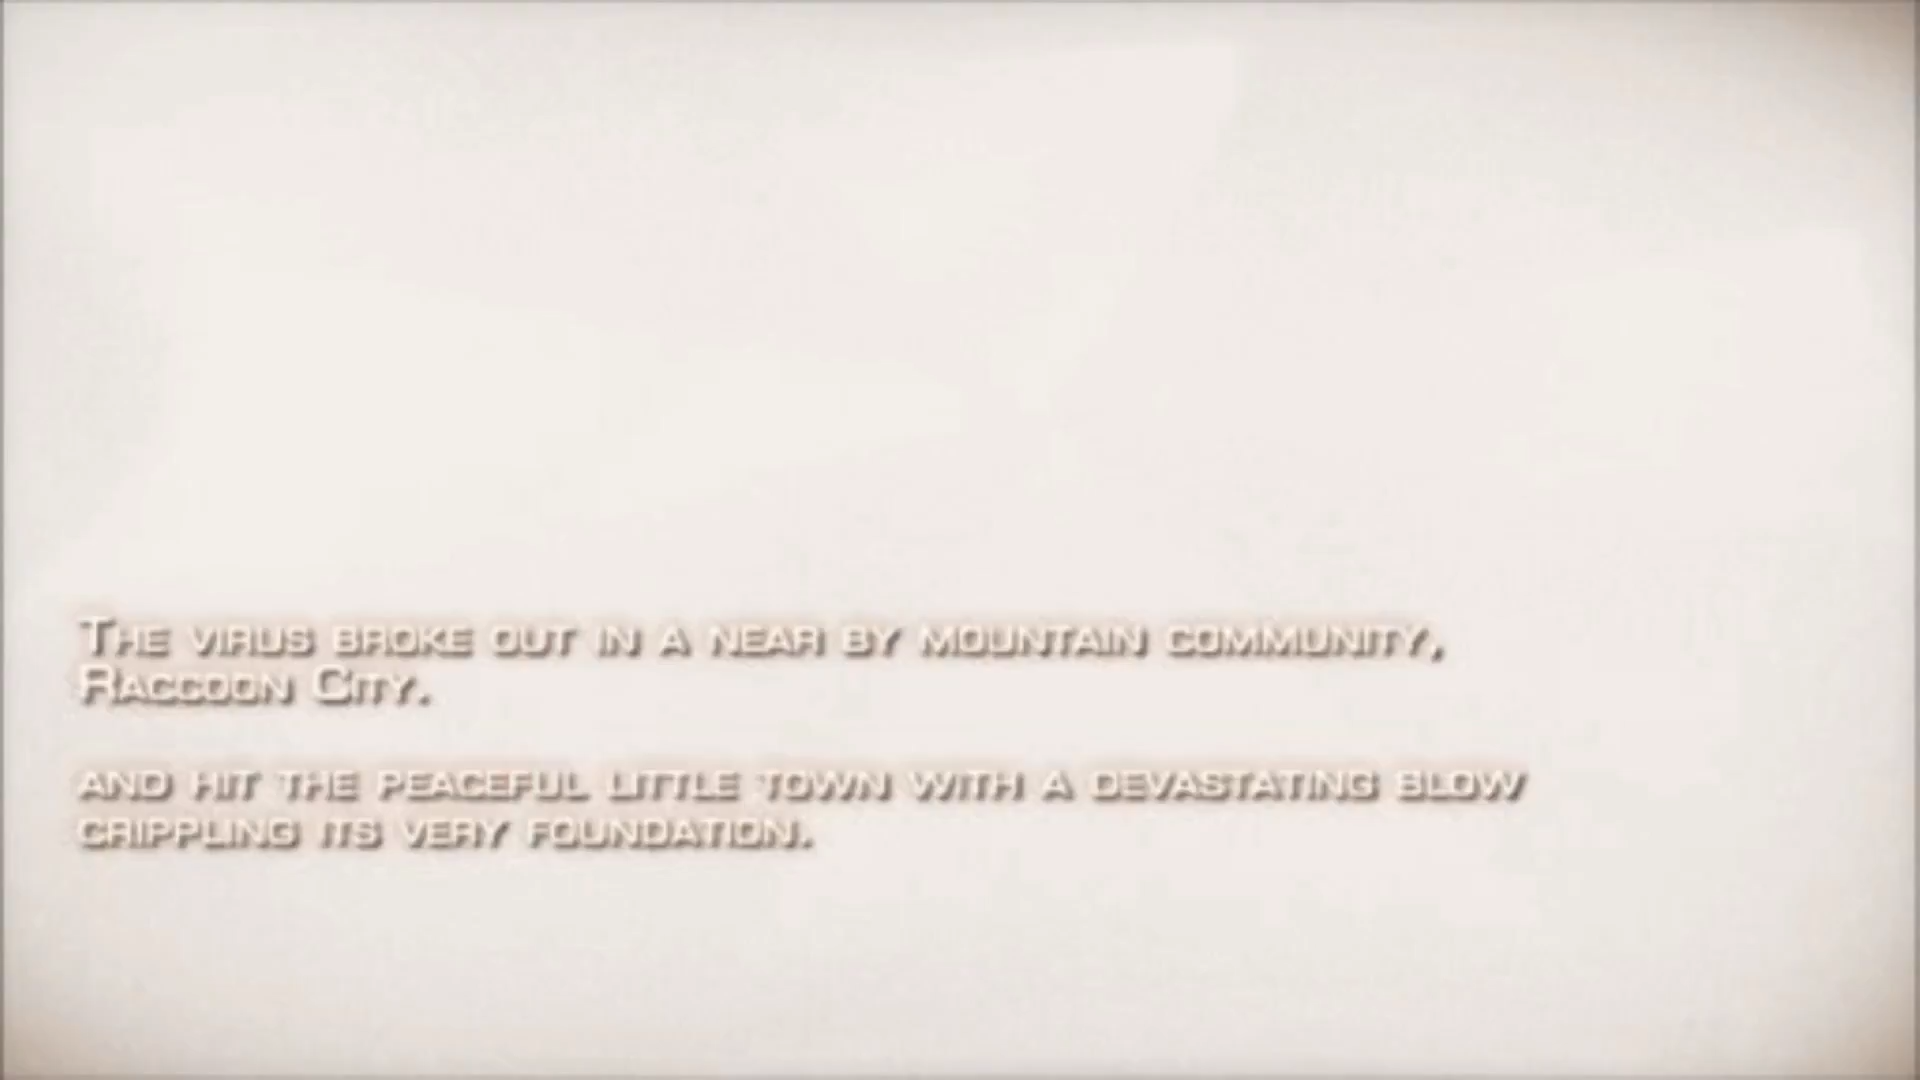 The virus broke out in a near by mountain community,
Raccoon City.
and hit the peaceful little town with a devastating blow
crippling its very foundation.